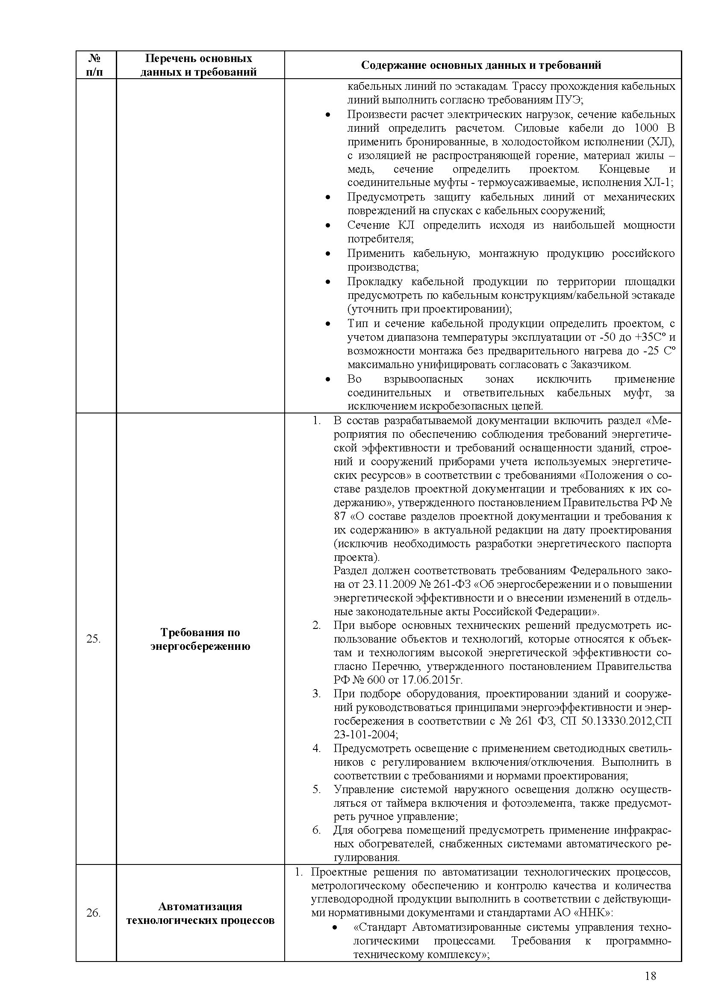 №
п/п
Перечень основных
данных и требований
Содержание основных данных и требований
кабельных линий по эстакадам. Трассу прохождения кабельных
линий выполнить согласно требованиям ПУЭ;
• Произвести расчет электрических нагрузок, сечение кабельных
линий определить расчетом. Силовые кабели до 1000 В
применить бронированные, в холодостойком исполнении (ХЛ),
с изоляцией не распространяющей горение, материал жилы –
медь, сечение определить проектом. Концевые и
соединительные муфты - термоусаживаемые, исполнения ХЛ-1;
• Предусмотреть защиту кабельных линий от механических
повреждений на спусках с кабельных сооружений;
• Сечение КЛ определить исходя из наибольшей мощности
потребителя;
• Применить кабельную, монтажную продукцию российского
производства;
• Прокладку кабельной продукции по территории площадки
предусмотреть по кабельным конструкциям/кабельной эстакаде
(уточнить при проектировании);
• Тип и сечение кабельной продукции определить проектом, с
учетом диапазона температуры эксплуатации от -50 до +35С° и
возможности монтажа без предварительного нагрева до -25 С°
максимально унифицировать согласовать с Заказчиком.
• Во взрывоопасных зонах исключить применение
соединительных и ответвительных кабельных муфт, за
исключением искробезопасных цепей.
25.
Требования по
энергосбережению
1. В состав разрабатываемой документации включить раздел «Ме-
роприятия по обеспечению соблюдения требований энергетиче-
ской эффективности и требований оснащенности зданий, строе-
ний и сооружений приборами учета используемых энергетиче-
ских ресурсов» в соответствии с требованиями «Положения о со-
ставе разделов проектной документации и требованиях к их со-
держанию», утвержденного постановлением Правительства РФ №
87 «О составе разделов проектной документации и требования к
их содержанию» в актуальной редакции на дату проектирования
(исключив необходимость разработки энергетического паспорта
проекта).
Раздел должен соответствовать требованиям Федерального зако-
на от 23.11.2009 № 261-ФЗ «Об энергосбережении и о повышении
энергетической эффективности и о внесении изменений в отдель-
ные законодательные акты Российской Федерации».
2. При выборе основных технических решений предусмотреть ис-
пользование объектов и технологий, которые относятся к объек-
там и технологиям высокой энергетической эффективности со-
гласно Перечню, утвержденного постановлением Правительства
РФ № 600 от 17.06.2015г.
3. При подборе оборудования, проектировании зданий и сооруже-
ний руководствоваться принципами энергоэффективности и энер-
госбережения в соответствии с № 261 ФЗ, СП 50.13330.2012,СП
23-101-2004;
4. Предусмотреть освещение с применением светодиодных светиль-
ников с регулированием включения/отключения. Выполнить в
соответствии с требованиями и нормами проектирования;
5. Управление системой наружного освещения должно осуществ-
ляться от таймера включения и фотоэлемента, также предусмот-
реть ручное управление;
6. Для обогрева помещений предусмотреть применение инфракрас-
ных обогревателей, снабженных системами автоматического ре-
гулирования.
26.
Автоматизация
технологических процессов
1. Проектные решения по автоматизации технологических процессов,
метрологическому обеспечению и контролю качества и количества
углеводородной продукции выполнить в соответствии с действующи-
ми нормативными документами и стандартами АО «ННК»:
• «Стандарт Автоматизированные системы управления техно-
логическими процессами. Требования к программно-
техническому комплексу»;
18